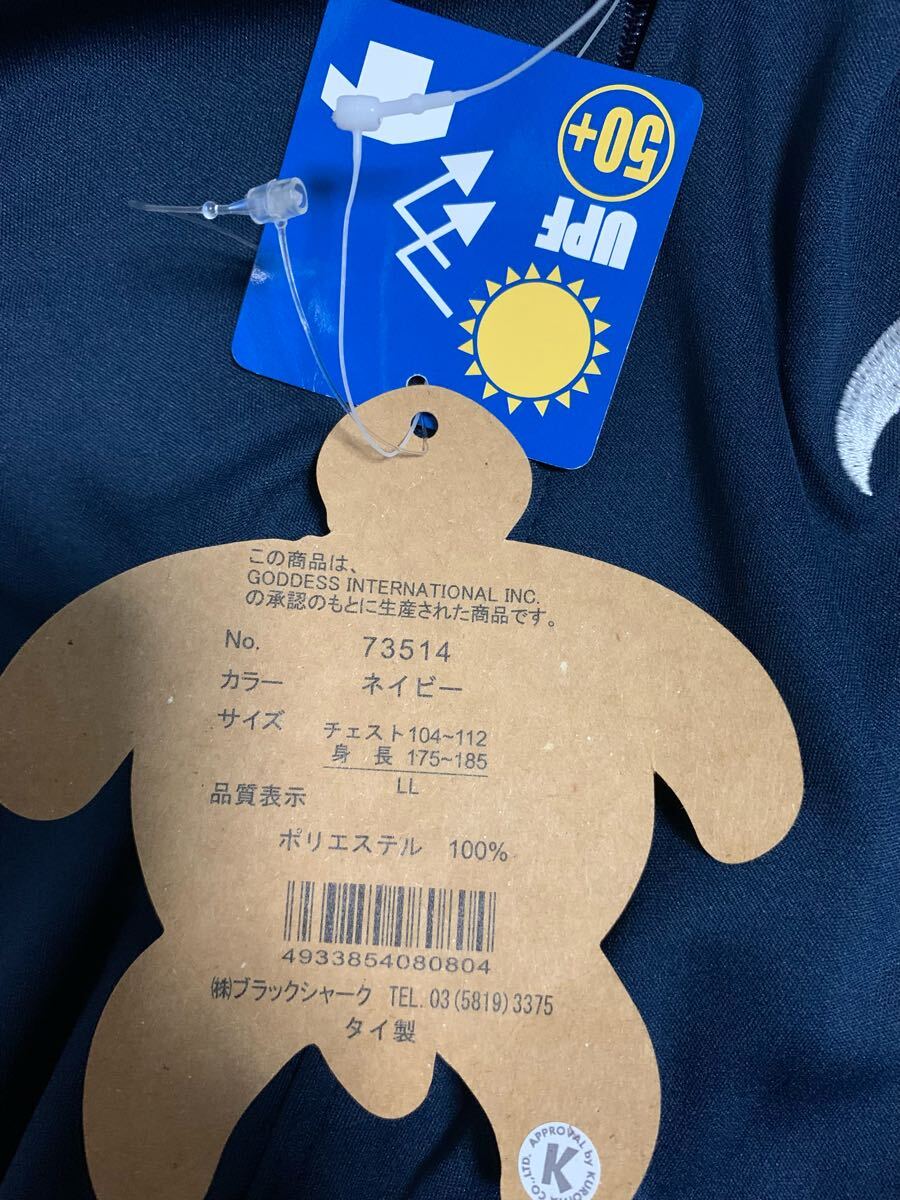 50+
UPF
この商品は、
GODDESS INTERNATIONAL INC.
の承認のもとに生産された商品です。
No. 73514
カラー ネイビー
サイズ チェスト104~112
身 長 175~185
LL
品質表示
ポリエステル 100%
4933854080804
㈱ブラックシャーク TEL. 03 (5819) 3375
タイ製
APPROVAL by
K
CO.,LTD.